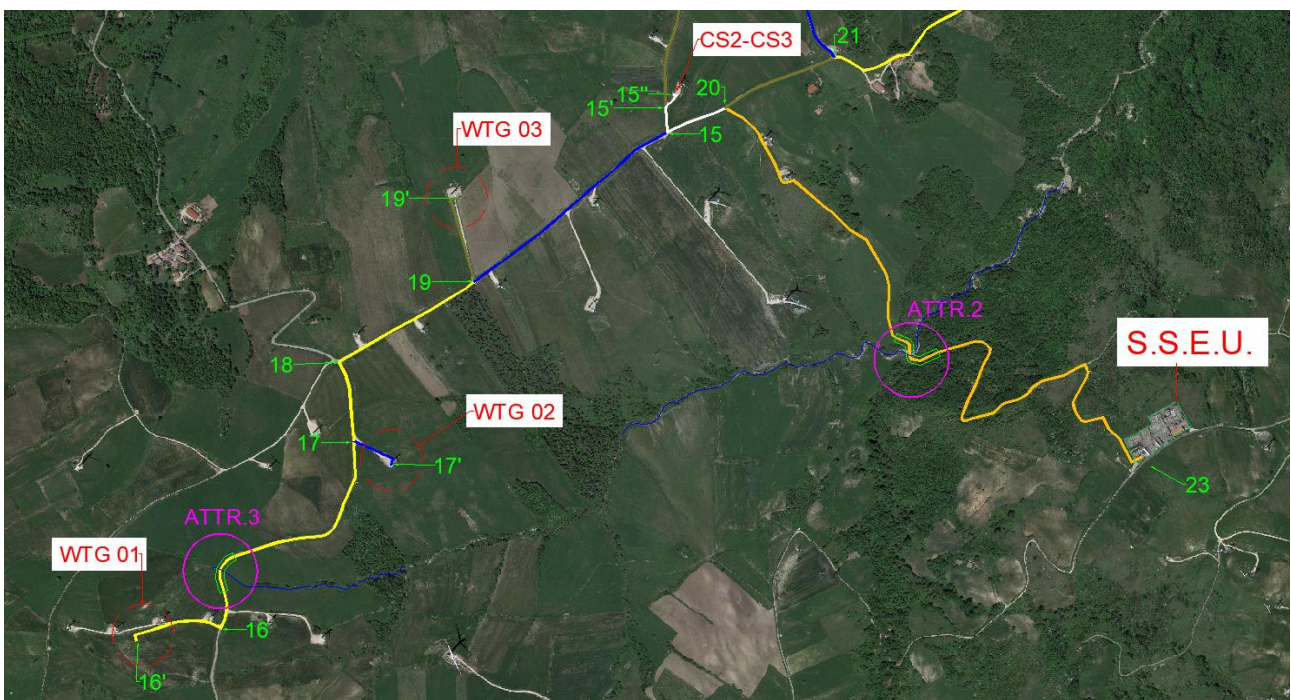 CS2-CS3
21
15"
20
15'
15
WTG 03
19'
19
ATTR.2
S.S.E.U.
18
WTG 02
17
17'
23
ATTR.3
WTG 01
16
16'